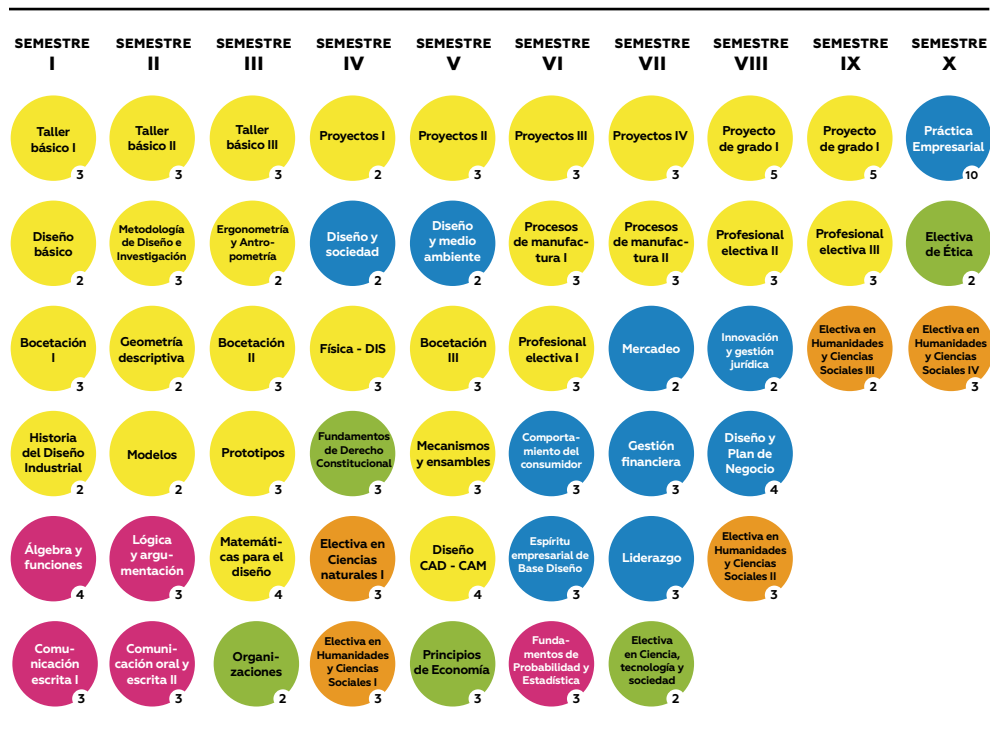 SEMESTRE SEMESTRE SEMESTRE SEMESTRE SEMESTRE SEMESTRE SEMESTRE SEMESTRE SEMESTRE SEMESTRE
I II III IV V VI VII VIII IX X
Taller
básico I
3
Taller
básico II
3
Taller
básico III
3
Proyectos I
2
Proyectos II
3
Proyectos III
3
Proyectos IV
3
Proyecto
de grado I
5
Proyecto
de grado I
5
Práctica
Empresarial
10
Diseño
básico
2
Metodología
de Diseño e
Investigación
3
Ergonometría
y Antro-
pometría
2
Diseño y
sociedad
2
Diseño
y medio
ambiente
2
Procesos
de manufac-
tura I
3
Procesos
de manufac-
tura II
3
Profesional
electiva II
3
Profesional
electiva III
3
Electiva
de Ética
2
Bocetación
I
3
Geometría
descriptiva
2
Bocetación
II
3
Física - DIS
3
Bocetación
III
3
Profesional
electiva I
3
Mercadeo
2
Innovación
y gestión
jurídica
2
Electiva en
Humanidades
y Ciencias
Sociales III
2
Electiva en
Humanidades
y Ciencias
Sociales IV
3
Historia
del Diseño
Industrial
2
Modelos
2
Prototipos
3
Fundamentos
de Derecho
Constitucional
3
Mecanismos
y ensambles
3
Comporta-
miento del
consumidor
3
Gestión
financiera
3
Diseño y
Plan de
Negocio
4
Álgebra y
funciones
4
Lógica
y argu-
mentación
3
Matemáti-
cas para el
diseño
4
Electiva en
Ciencias
naturales I
3
Diseño
CAD - CAM
4
Espíritu
empresarial de
Base Diseño
3
Liderazgo
3
Electiva en
Humanidades
y Ciencias
Sociales II
3
Comu-
nicación
escrita I
3
Comuni-
cación oral y
escrita II
3
Organi-
zaciones
2
Electiva en
Humanidades
y Ciencias
Sociales I
3
Principios
de Economía
3
Funda-
mentos de
Probabilidad y
Estadística
3
Electiva
en Ciencia,
tecnología y
sociedad
2